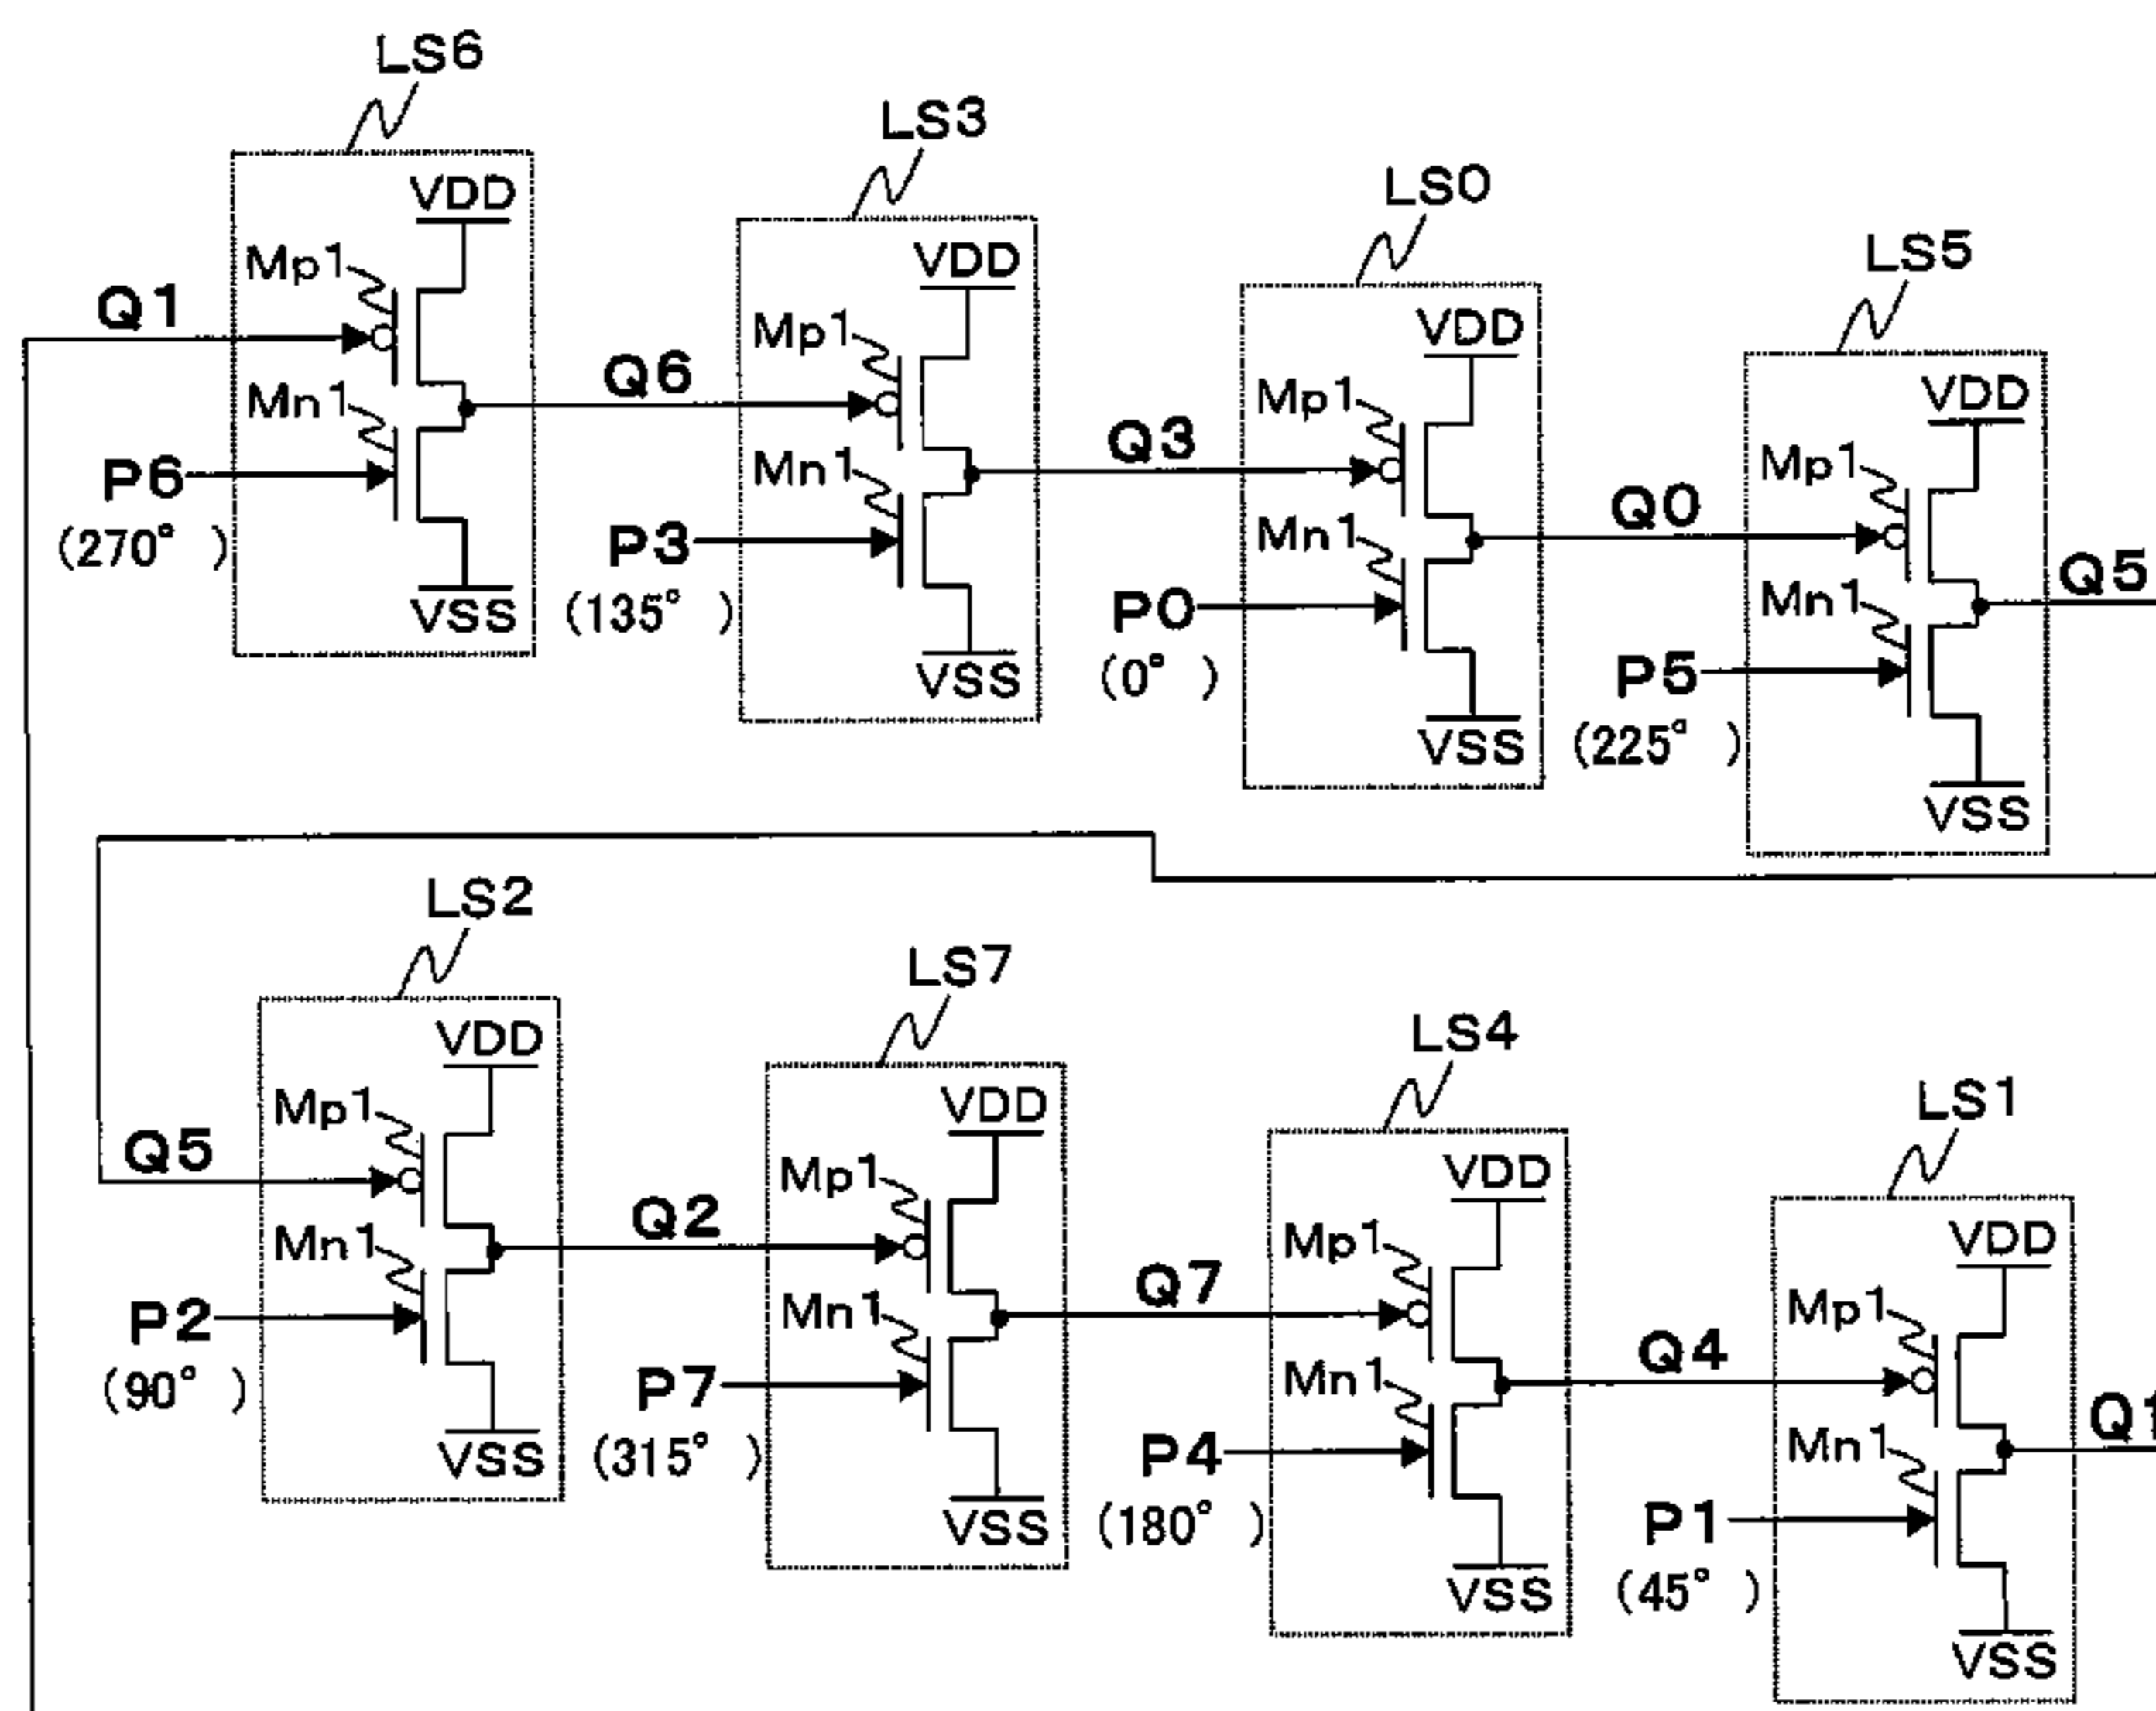 LS6
VDD
Mp1
Q1
Mn1
P6
(270° )
VSS
LS3
VDD
Mp1
Q6
Mn1
P3
(135° )
VSS
LS0
VDD
Mp1
Q3
Mn1
P0
(0° )
VSS
LS5
VDD
Mp1
Q0
Mn1
Q5
P5
(225° )
VSS
LS2
VDD
Mp1
Q5
Mn1
P2
(90° )
VSS
LS7
VDD
Mp1
Q2
Mn1
P7
(315° )
VSS
LS4
VDD
Mp1
Q7
Mn1
P4
(180° )
VSS
LS1
VDD
Mp1
Q4
Mn1
Q1
P1
(45° )
VSS